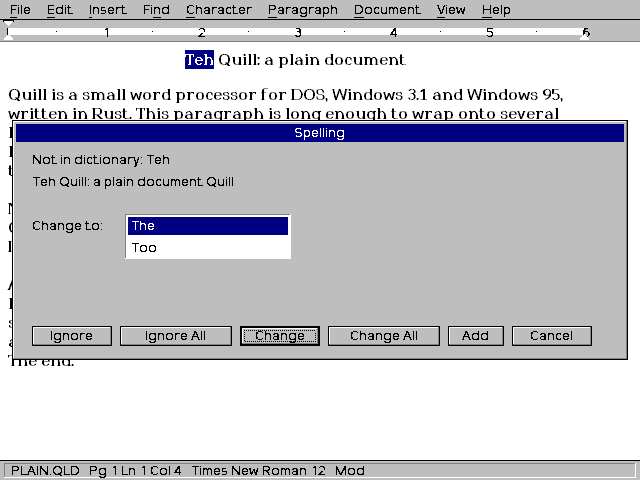 File Edit Insert Find Character Paragraph Document View Help
1 2 3 4 5 6
Teh Quill: a plain document
Quill is a small word processor for DOS, Windows 3.1 and Windows 95,
written in Rust. This paragraph is long enough to wrap onto several
Spelling
Not in dictionary: Teh
Teh Quill: a plain document. Quill
Change to: The
Too
Ignore Ignore All Change Change All Add Cancel
The end.
PLAIN.QLD Pg 1 Ln 1 Col 4 Times New Roman 12 Mod